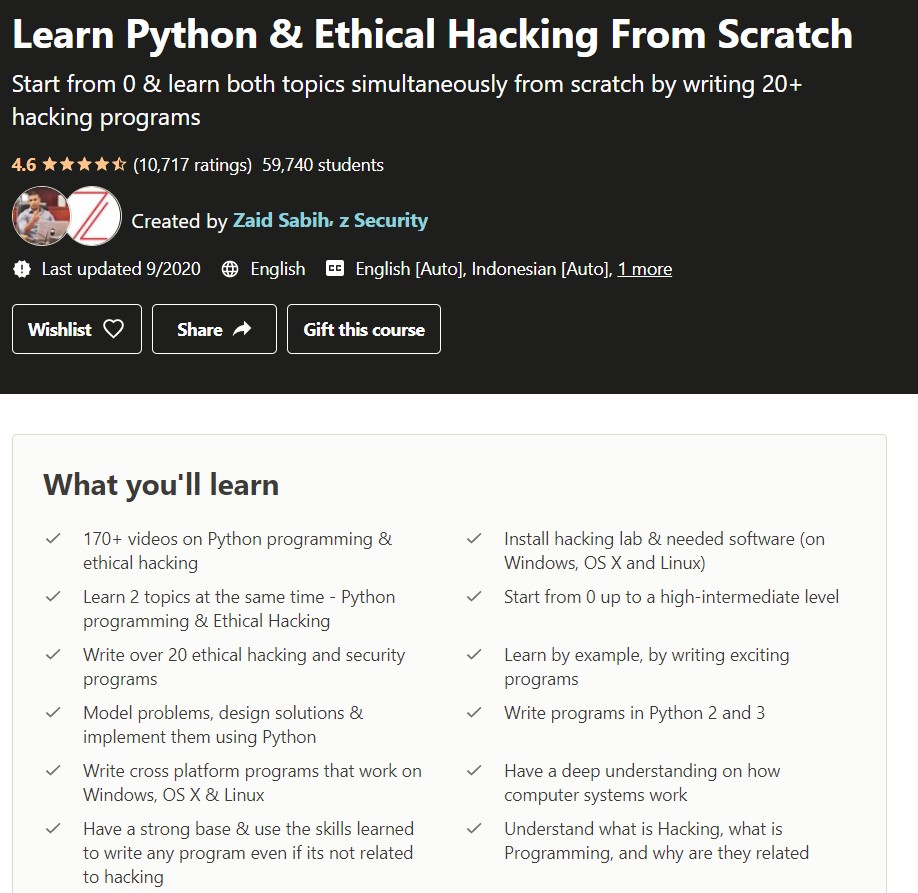 Learn Python & Ethical Hacking From Scratch
Start from 0 & learn both topics simultaneously from scratch by writing 20+
hacking programs
4.6 (10,717 ratings) 59,740 students
Created by Zaid Sabih, z Security
Last updated 9/2020 English CC English [Auto], Indonesian [Auto], 1 more
Wishlist Share Gift this course
What you'll learn
170+ videos on Python programming &
ethical hacking
Install hacking lab & needed software (on
Windows, OS X and Linux)
Learn 2 topics at the same time - Python
programming & Ethical Hacking
Start from 0 up to a high-intermediate level
Write over 20 ethical hacking and security
programs
Learn by example, by writing exciting
programs
Model problems, design solutions &
implement them using Python
Write programs in Python 2 and 3
Write cross platform programs that work on
Windows, OS X & Linux
Have a deep understanding on how
computer systems work
Have a strong base & use the skills learned
to write any program even if its not related
to hacking
Understand what is Hacking, what is
Programming, and why are they related